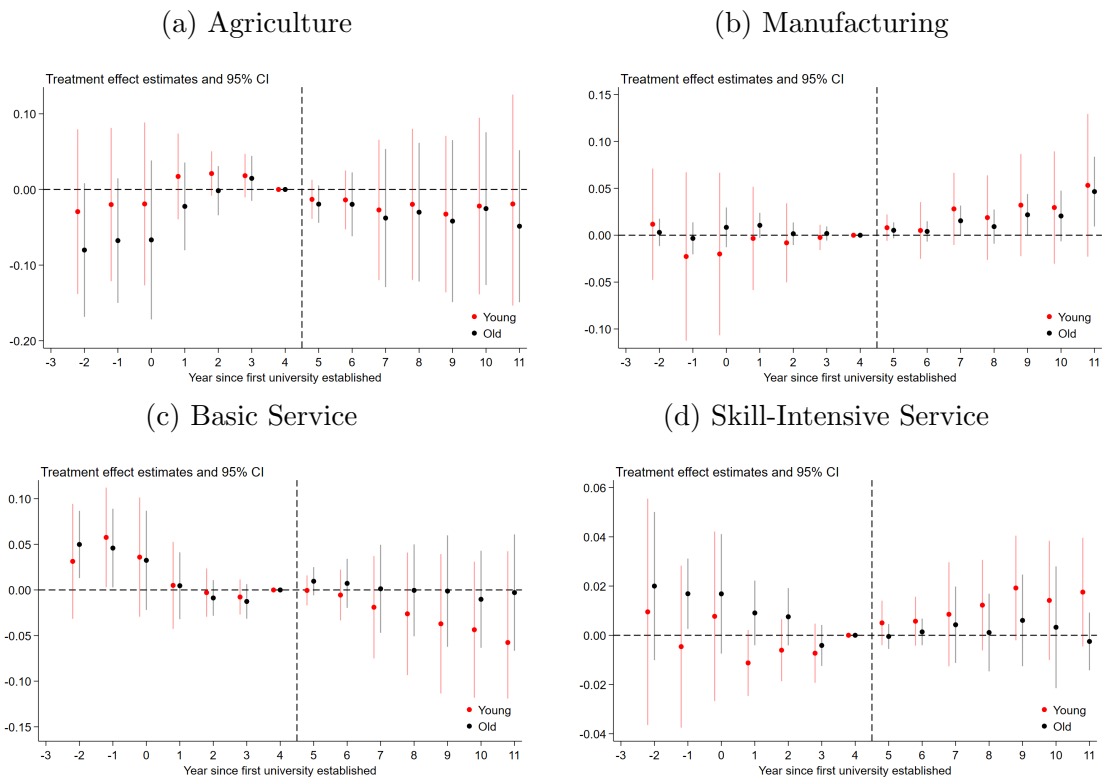 (a) Agriculture
Treatment effect estimates and 95% CI
0.10
0.00
-0.10
-0.20
Young
Old
-3 -2 -1 0 1 2 3 4 5 6 7 8 9 10 11
Year since first university established
(b) Manufacturing
Treatment effect estimates and 95% CI
0.15
0.10
0.05
0.00
-0.05
-0.10
Young
Old
-3 -2 -1 0 1 2 3 4 5 6 7 8 9 10 11
Year since first university established
(c) Basic Service
Treatment effect estimates and 95% CI
0.10
0.05
0.00
-0.05
-0.10
-0.15
Young
Old
-3 -2 -1 0 1 2 3 4 5 6 7 8 9 10 11
Year since first university established
(d) Skill-Intensive Service
Treatment effect estimates and 95% CI
0.06
0.04
0.02
0.00
-0.02
-0.04
Young
Old
-3 -2 -1 0 1 2 3 4 5 6 7 8 9 10 11
Year since first university established